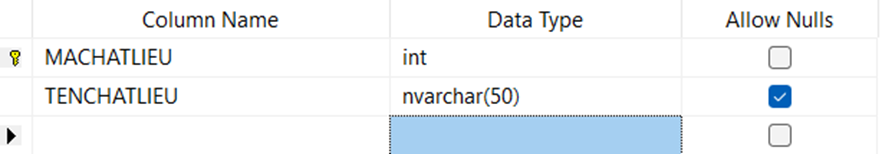 Column Name Data Type Allow Nulls
MACHATLIEU int
TENCHATLIEU nvarchar(50)